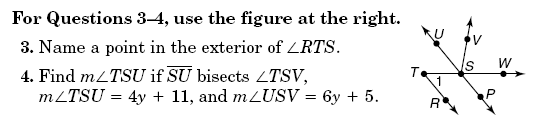 For Questions 3–4, use the figure at the right.
3. Name a point in the exterior of ∠RTS.
4. Find m∠TSU if S͞U͞ bisects ∠TSV,
m∠TSU = 4y + 11, and m∠USV = 6y + 5.
U
V
T
S
W
1
R
P